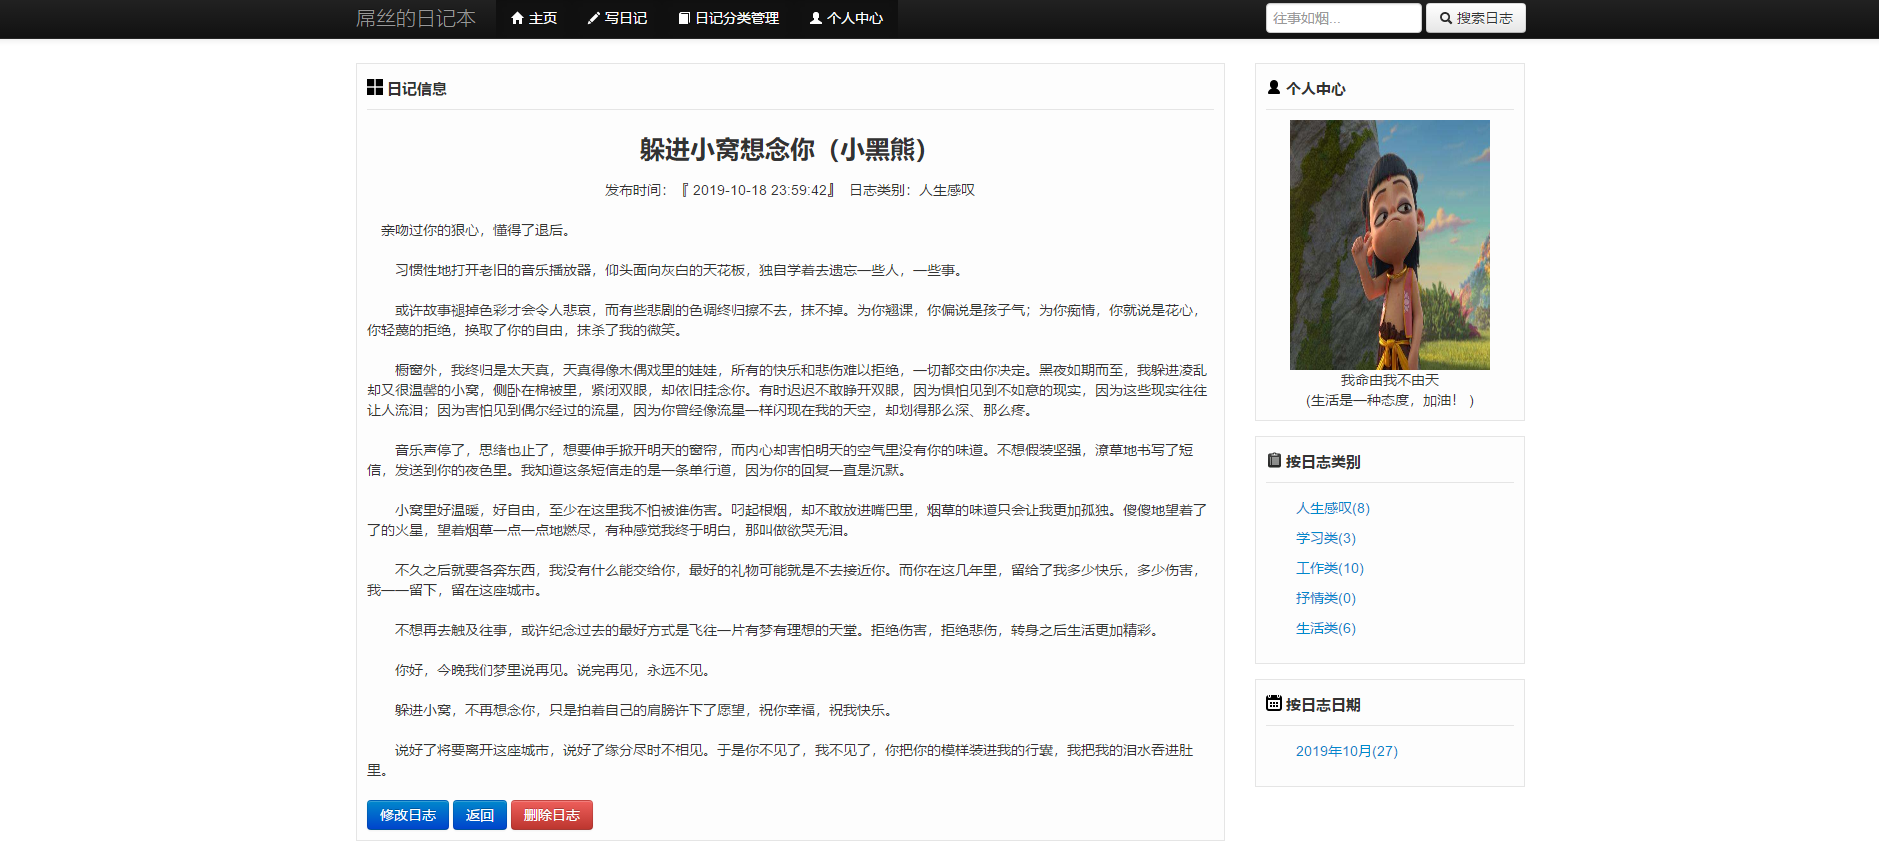 屌丝的日记本 主页 写日记 日记分类管理 个人中心 往事如烟... 搜索日志
日记信息
躲进小窝想念你（小黑熊）
发布时间：『 2019-10-18 23:59:42』 日志类别：人生感叹
亲吻过你的狠心，懂得了退后。
习惯性地打开老旧的音乐播放器，仰头面向灰白的天花板，独自学着去遗忘一些人，一些事。
或许故事褪掉色彩才会令人悲哀，而有些悲剧的色调终归擦不去，抹不掉。为你翘课，你偏说是孩子气；为你痴情，你就说是花心，
你轻蔑的拒绝，换取了你的自由，抹杀了我的微笑。
橱窗外，我终归是太天真，天真得像木偶戏里的娃娃，所有的快乐和悲伤难以拒绝，一切都交由你决定。黑夜如期而至，我躲进凌乱
却又很温馨的小窝，侧卧在棉被里，紧闭双眼，却依旧挂念你。有时迟迟不敢睁开双眼，因为惧怕见到不如意的现实，因为这些现实往往
让人流泪；因为害怕见到偶尔经过的流星，因为你曾经像流星一样闪现在我的天空，却划得那么深、那么疼。
音乐声停了，思绪也止了，想要伸手掀开明天的窗帘，而内心却害怕明天的空气里没有你的味道。不想假装坚强，潦草地书写了短
信，发送到你的夜色里。我知道这条短信走的是一条单行道，因为你的回复一直是沉默。
小窝里好温暖，好自由，至少在这里我不怕被谁伤害。叼起根烟，却不敢放进嘴巴里，烟草的味道只会让我更加孤独。傻傻地望着了
了的火星，望着烟草一点一点地燃尽，有种感觉我终于明白，那叫做欲哭无泪。
不久之后就要各奔东西，我没有什么能交给你，最好的礼物可能就是不去接近你。而你在这几年里，留给了我多少快乐，多少伤害，
我一一留下，留在这座城市。
不想再去触及往事，或许纪念过去的最好方式是飞往一片有梦有理想的天堂。拒绝伤害，拒绝悲伤，转身之后生活更加精彩。
你好，今晚我们梦里说再见。说完再见，永远不见。
躲进小窝，不再想念你，只是拍着自己的肩膀许下了愿望，祝你幸福，祝我快乐。
说好了将要离开这座城市，说好了缘分尽时不相见。于是你不见了，我不见了，你把你的模样装进我的行囊，我把我的泪水吞进肚
里。
修改日志 返回 删除日志
个人中心
我命由我不由天
(生活是一种态度，加油！ )
按日志类别
人生感叹(8)
学习类(3)
工作类(10)
抒情类(0)
生活类(6)
按日志日期
2019年10月(27)